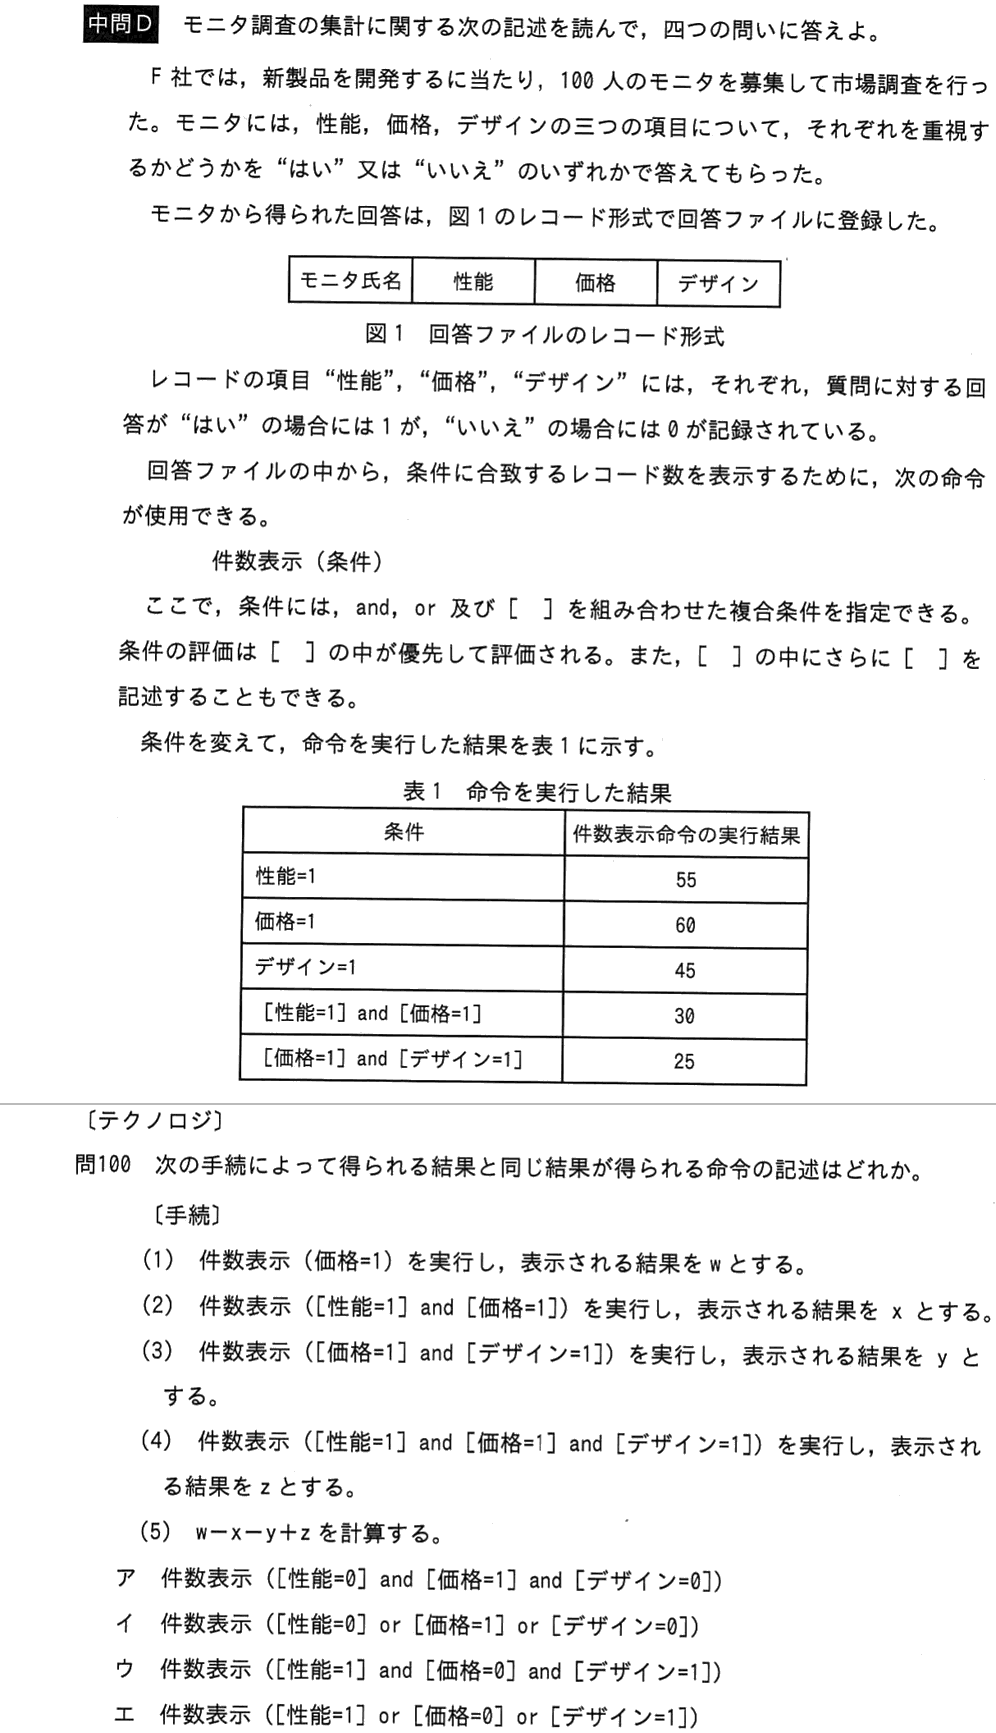 中問D モニタ調査の集計に関する次の記述を読んで，四つの問いに答えよ。
F 社では，新製品を開発するに当たり，100 人のモニタを募集して市場調査を行っ
た。モニタには，性能，価格，デザインの三つの項目について，それぞれを重視す
るかどうかを“はい”又は“いいえ”のいずれかで答えてもらった。
モニタから得られた回答は，図1のレコード形式で回答ファイルに登録した。
モニタ氏名 性能 価格 デザイン
図1 回答ファイルのレコード形式
レコードの項目“性能”，“価格”，“デザイン”には，それぞれ，質問に対する回
答が“はい”の場合には1が，“いいえ”の場合には0が記録されている。
回答ファイルの中から，条件に合致するレコード数を表示するために，次の命令
が使用できる。
件数表示（条件）
ここで，条件には，and，or 及び［ ］を組み合わせた複合条件を指定できる。
条件の評価は［ ］の中が優先して評価される。また，［ ］の中にさらに［ ］を
記述することもできる。
条件を変えて，命令を実行した結果を表1に示す。
表1 命令を実行した結果
条件 件数表示命令の実行結果
性能=1 55
価格=1 60
デザイン=1 45
［性能=1］and［価格=1］ 30
［価格=1］and［デザイン=1］ 25
〔テクノロジ〕
問100 次の手続によって得られる結果と同じ結果が得られる命令の記述はどれか。
〔手続〕
(1) 件数表示（価格=1）を実行し，表示される結果をwとする。
(2) 件数表示（［性能=1］and［価格=1］）を実行し，表示される結果を x とする。
(3) 件数表示（［価格=1］and［デザイン=1］）を実行し，表示される結果を y と
する。
(4) 件数表示（［性能=1］and［価格=1］and［デザイン=1］）を実行し，表示され
る結果をzとする。
(5) w－x－y＋zを計算する。
ア 件数表示（［性能=0］and［価格=1］and［デザイン=0］）
イ 件数表示（［性能=0］or［価格=1］or［デザイン=0］）
ウ 件数表示（［性能=1］and［価格=0］and［デザイン=1］）
エ 件数表示（［性能=1］or［価格=0］or［デザイン=1］）